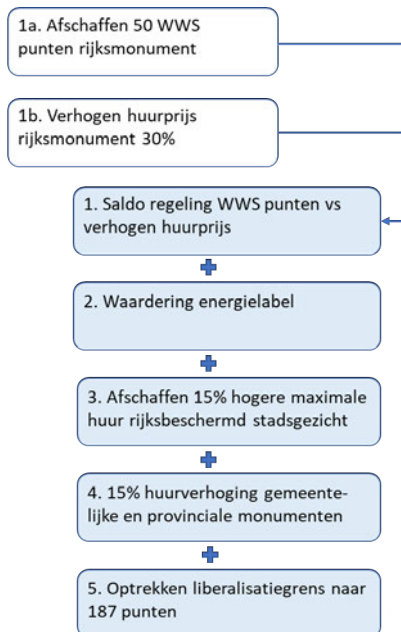 1a. Afschaffen 50 WWS
punten rijksmonument
1b. Verhogen huurprijs
rijksmonument 30%
1. Saldo regeling WWS punten vs
verhogen huurprijs
2. Waardering energielabel
3. Afschaffen 15% hogere maximale
huur rijksbeschermd stadsgezicht
4. 15% huurverhoging gemeente-
lijke en provinciale monumenten
5. Optrekken liberalisatiegrens naar
187 punten